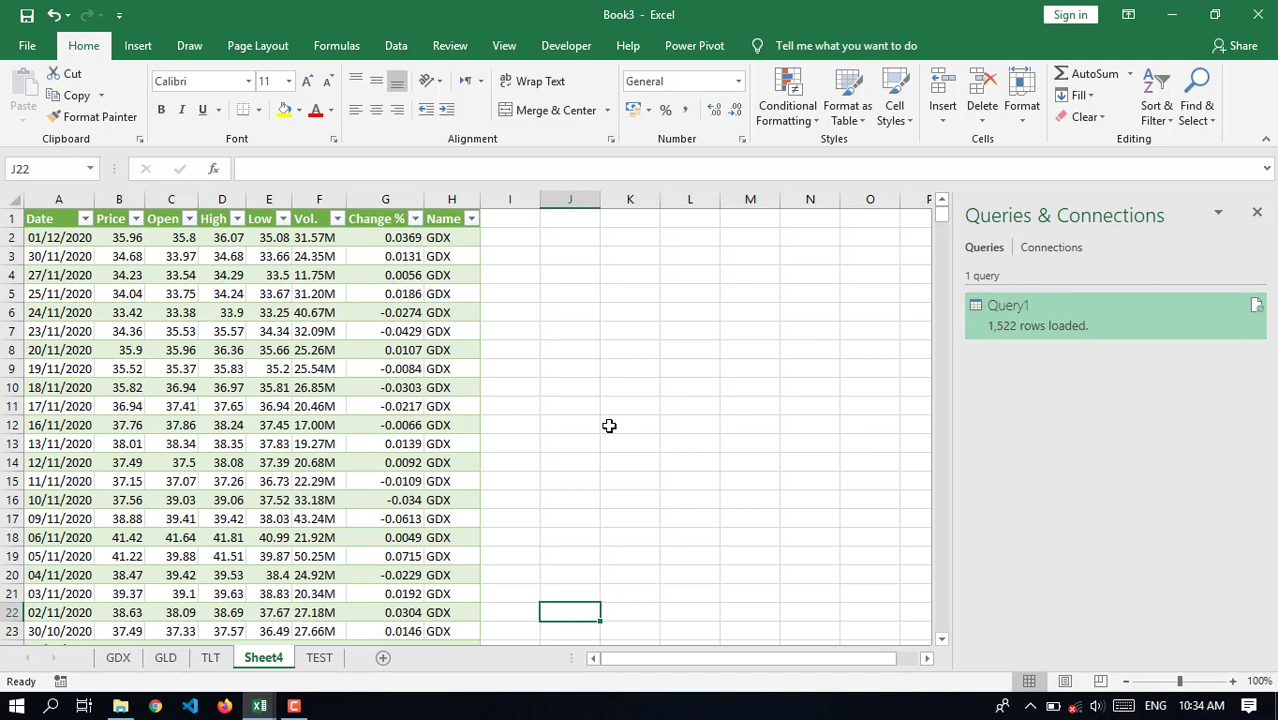 Book3 - Excel
Sign in
File Home Insert Draw Page Layout Formulas Data Review View Developer Help Power Pivot Tell me what you want to do Share
Paste
Cut
Copy
Format Painter
Clipboard
Calibri 11
B I U
Font
Wrap Text
Merge & Center
Alignment
General
Number
Conditional Formatting
Format as Table
Cell Styles
Styles
Insert Delete Format
Cells
AutoSum
Fill
Clear
Sort & Filter
Find & Select
Editing
J22
fx
A B C D E F G H I J K L M N O P
1 Date Price Open High Low Vol. Change % Name
2 01/12/2020 35.96 35.8 36.07 35.08 31.57M 0.0369 GDX
3 30/11/2020 34.68 33.97 34.68 33.66 24.35M 0.0131 GDX
4 27/11/2020 34.23 33.54 34.29 33.5 11.75M 0.0056 GDX
5 25/11/2020 34.04 33.75 34.24 33.67 31.20M 0.0186 GDX
6 24/11/2020 33.42 33.38 33.9 33.25 40.67M -0.0274 GDX
7 23/11/2020 34.36 35.53 35.57 34.34 32.09M -0.0429 GDX
8 20/11/2020 35.9 35.96 36.36 35.66 25.26M 0.0107 GDX
9 19/11/2020 35.52 35.37 35.83 35.2 25.54M -0.0084 GDX
10 18/11/2020 35.82 36.94 36.97 35.81 26.85M -0.0303 GDX
11 17/11/2020 36.94 37.41 37.65 36.94 20.46M -0.0217 GDX
12 16/11/2020 37.76 37.86 38.24 37.45 17.00M -0.0066 GDX
13 13/11/2020 38.01 38.34 38.35 37.83 19.27M 0.0139 GDX
14 12/11/2020 37.49 37.5 38.08 37.39 20.68M 0.0092 GDX
15 11/11/2020 37.15 37.07 37.26 36.73 22.29M -0.0109 GDX
16 10/11/2020 37.56 39.03 39.06 37.52 33.18M -0.034 GDX
17 09/11/2020 38.88 39.41 39.42 38.03 43.24M -0.0613 GDX
18 06/11/2020 41.42 41.64 41.81 40.99 21.92M 0.0049 GDX
19 05/11/2020 41.22 39.88 41.51 39.87 50.25M 0.0715 GDX
20 04/11/2020 38.47 39.42 39.53 38.4 24.92M -0.0229 GDX
21 03/11/2020 39.37 39.1 39.63 38.83 20.34M 0.0192 GDX
22 02/11/2020 38.63 38.09 38.69 37.67 27.18M 0.0304 GDX
23 30/10/2020 37.49 37.33 37.57 36.49 27.66M 0.0146 GDX
Queries & Connections
Queries Connections
1 query
Query1
1,522 rows loaded.
GDX GLD TLT Sheet4 TEST
Ready
100%
ENG 10:34 AM